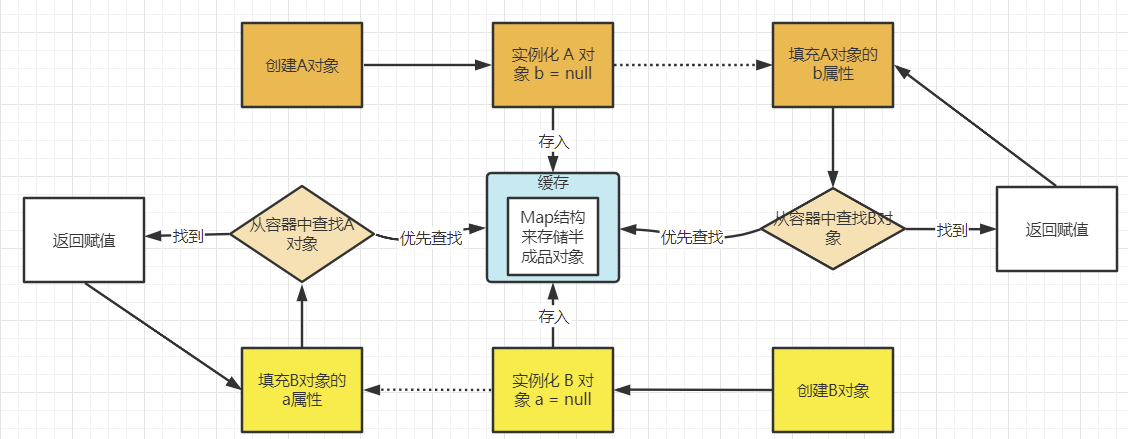 创建A对象
实例化 A 对
象 b = null
填充A对象的
b属性
存入
缓存
Map结构
来存储半
成品对象
返回赋值
找到
从容器中查找A
对象
优先查找
优先查找
从容器中查找B对
象
找到
返回赋值
存入
填充B对象的
a属性
实例化 B 对
象 a = null
创建B对象